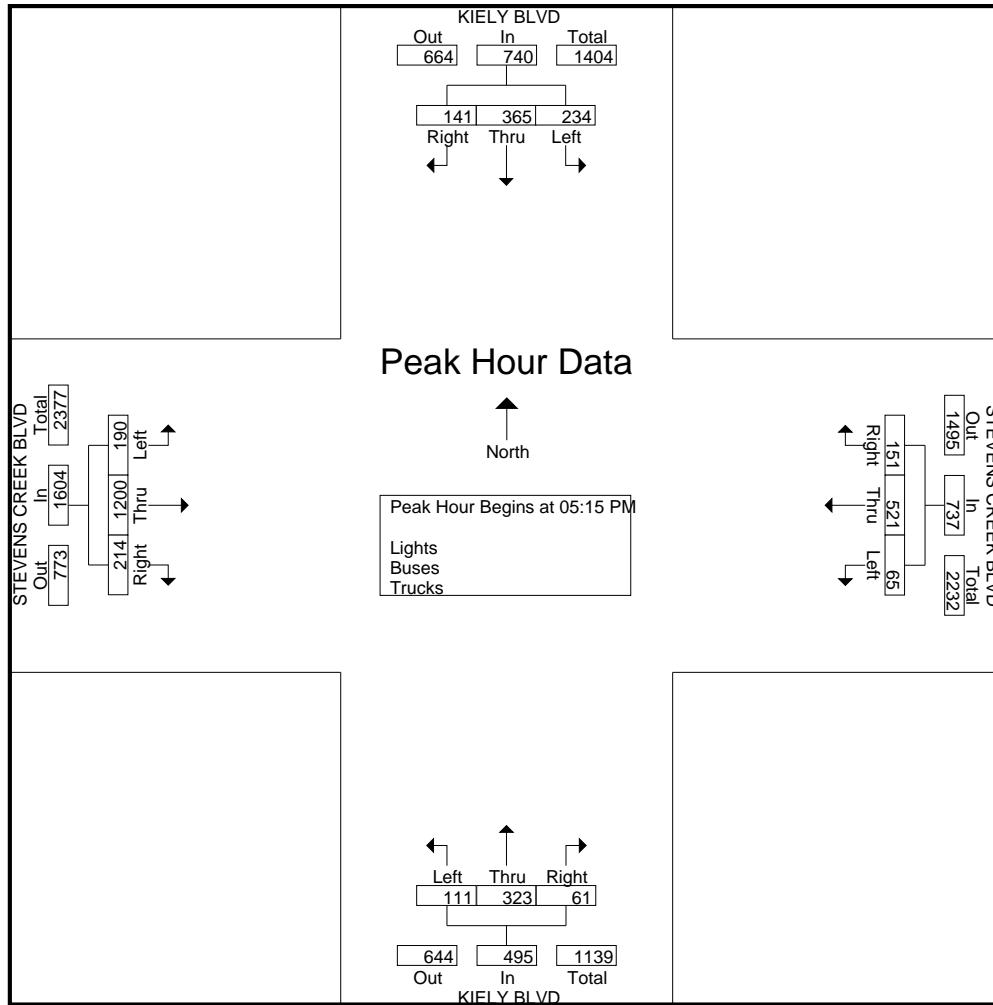 KIELY BLVD
Out In Total
664 740 1404
141 365 234
Right Thru Left
Peak Hour Data
North
Peak Hour Begins at 05:15 PM
Lights
Buses
Trucks
STEVENS CREEK BLVD
Total In Out
2377 1604 773
190 1200 214
Left Thru Right
STEVENS CREEK BLVD
Out In Total
1495 737 2232
151 521 65
Right Thru Left
Left Thru Right
111 323 61
644 495 1139
Out In Total
KIELY BLVD